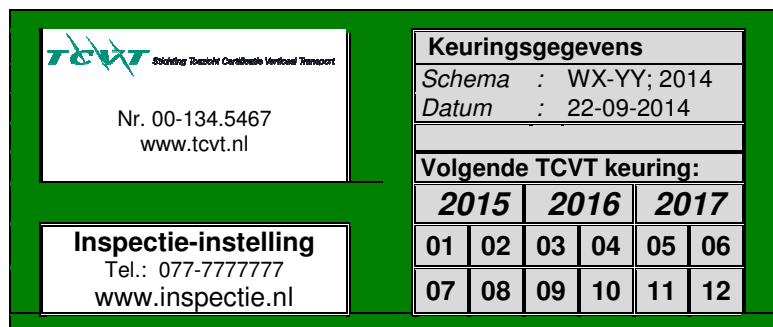 TCVT Stichting Toezicht Certificatie Verticaal Transport
Nr. 00-134.5467
www.tcvt.nl
Inspectie-instelling
Tel.: 077-7777777
www.inspectie.nl
Keuringsgegevens
Schema : WX-YY; 2014
Datum : 22-09-2014
Volgende TCVT keuring:
2015 2016 2017
01 02 03 04 05 06
07 08 09 10 11 12